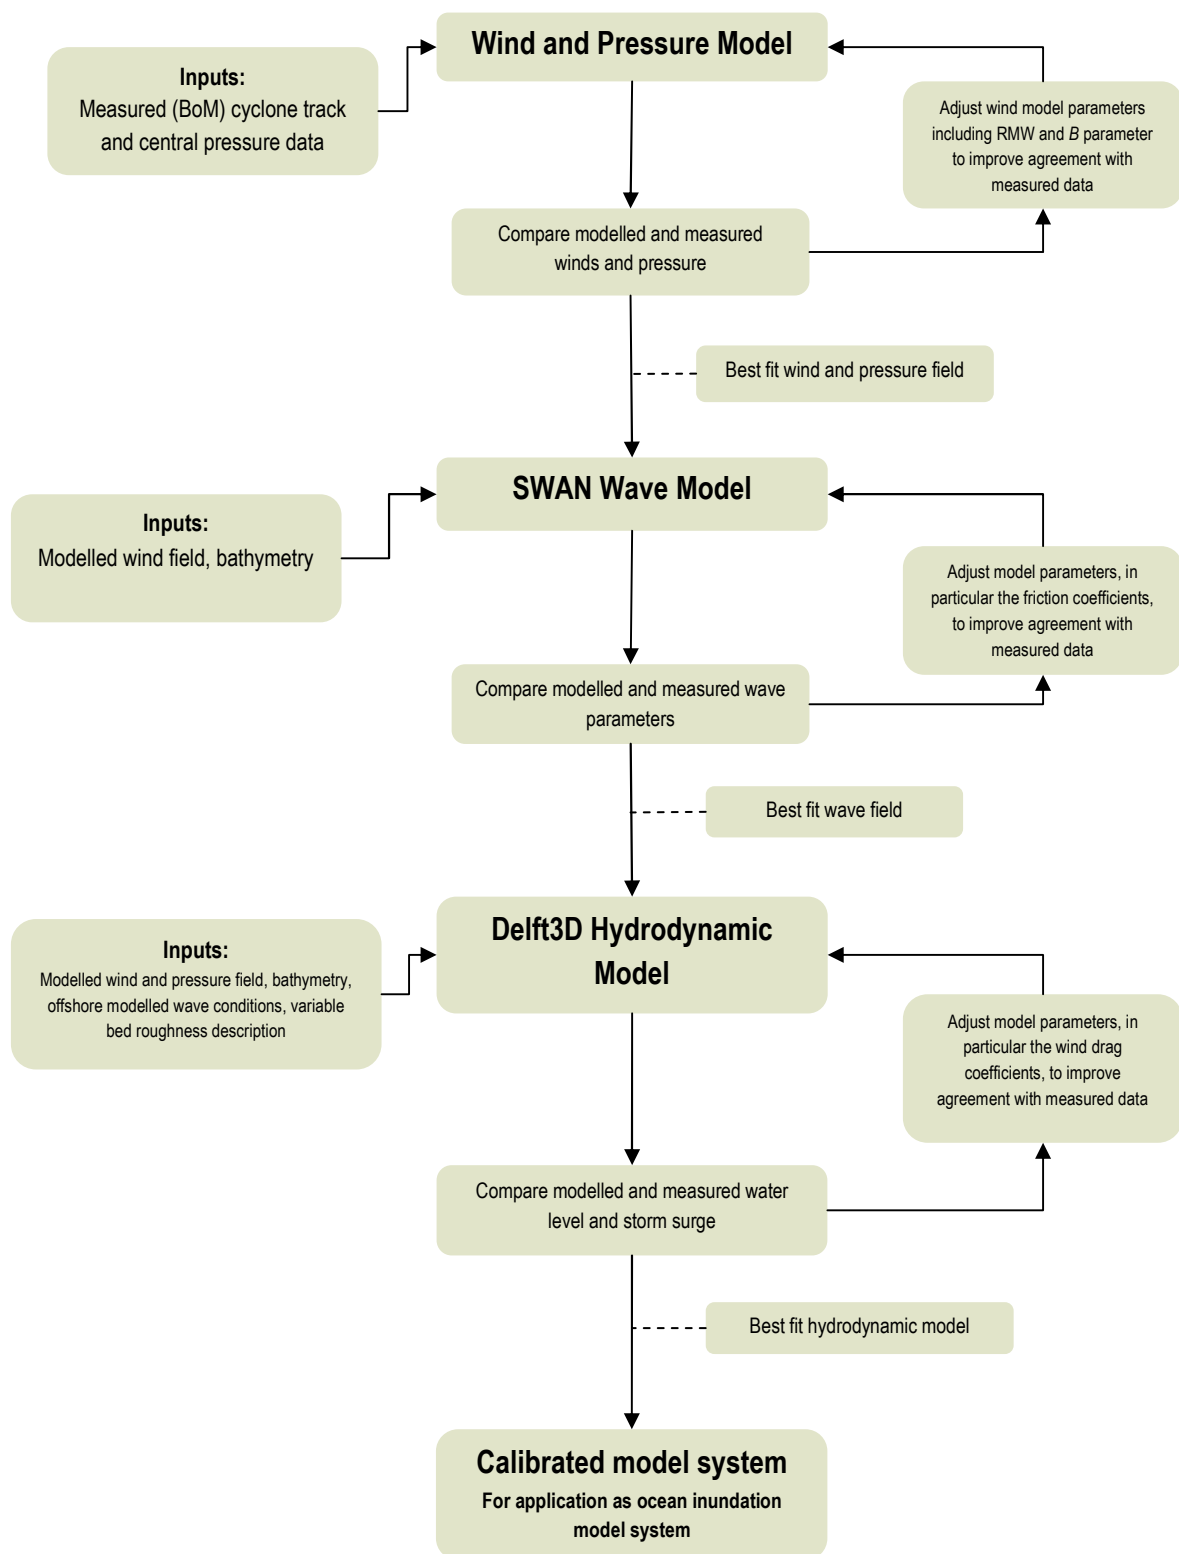 Wind and Pressure Model
Inputs:
Measured (BoM) cyclone track
and central pressure data
Adjust wind model parameters
including RMW and B parameter
to improve agreement with
measured data
Compare modelled and measured
winds and pressure
Best fit wind and pressure field
SWAN Wave Model
Inputs:
Modelled wind field, bathymetry
Adjust model parameters, in
particular the friction coefficients,
to improve agreement with
measured data
Compare modelled and measured wave
parameters
Best fit wave field
Delft3D Hydrodynamic
Model
Inputs:
Modelled wind and pressure field, bathymetry,
offshore modelled wave conditions, variable
bed roughness description
Adjust model parameters, in
particular the wind drag
coefficients, to improve
agreement with measured data
Compare modelled and measured water
level and storm surge
Best fit hydrodynamic model
Calibrated model system
For application as ocean inundation
model system